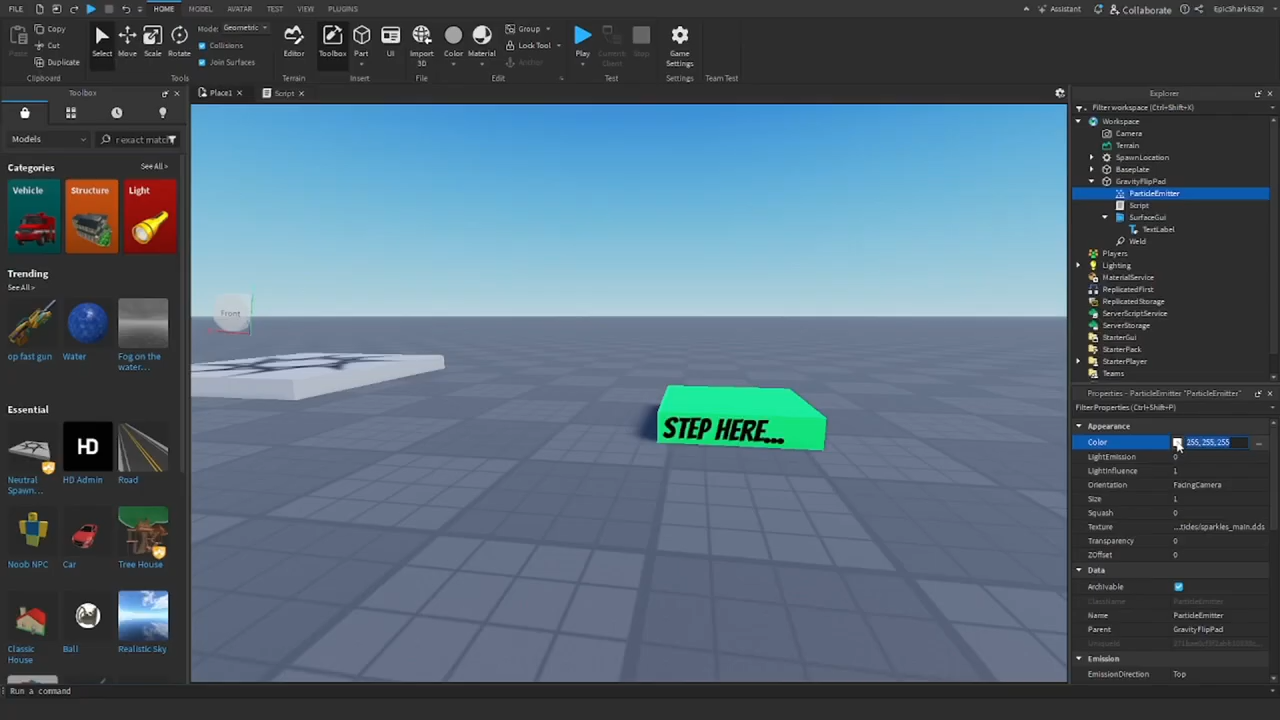 FILE HOME MODEL AVATAR TEST VIEW PLUGINS Assistant Collaborate EpicShark6529
Copy Mode: Geometric Group
Cut Collisions Lock Tool
Paste Duplicate Select Move Scale Rotate Join Surfaces Editor Toolbox Part UI Import 3D Color Material Anchor Play Current Client Stop Game Settings
Clipboard Tools Terrain Insert File Edit Test Settings Team Test
Toolbox Place1 Script Explorer
Filter workspace (Ctrl+Shift+X)
Models r exact match
Categories See All >
Vehicle Structure Light
Trending
See All >
op fast gun Water Fog on the water...
Essential See All >
HD
Neutral Spawn... HD Admin Road
Noob NPC Car Tree House
Classic House Ball Realistic Sky
Front
STEP HERE...
Workspace
Camera
Terrain
SpawnLocation
Baseplate
GravityFlipPad
ParticleEmitter
Script
SurfaceGui
TextLabel
Weld
Players
Lighting
MaterialService
ReplicatedFirst
ReplicatedStorage
ServerScriptService
ServerStorage
StarterGui
StarterPack
StarterPlayer
Teams
Properties - ParticleEmitter "ParticleEmitter"
Filter Properties (Ctrl+Shift+P)
Appearance
Color 255, 255, 255
LightEmission 0
LightInfluence 1
Orientation FacingCamera
Size 1
Squash 0
Texture ...ticles/sparkles_main.dds
Transparency 0
ZOffset 0
Data
Archivable
ClassName ParticleEmitter
Name ParticleEmitter
Parent GravityFlipPad
UniqueId
Emission
EmissionDirection Top
Run a command